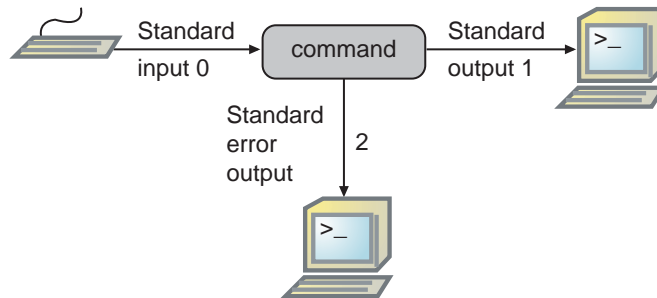 Standard
input 0
command
Standard
output 1
>_
Standard
error
output
2
>_